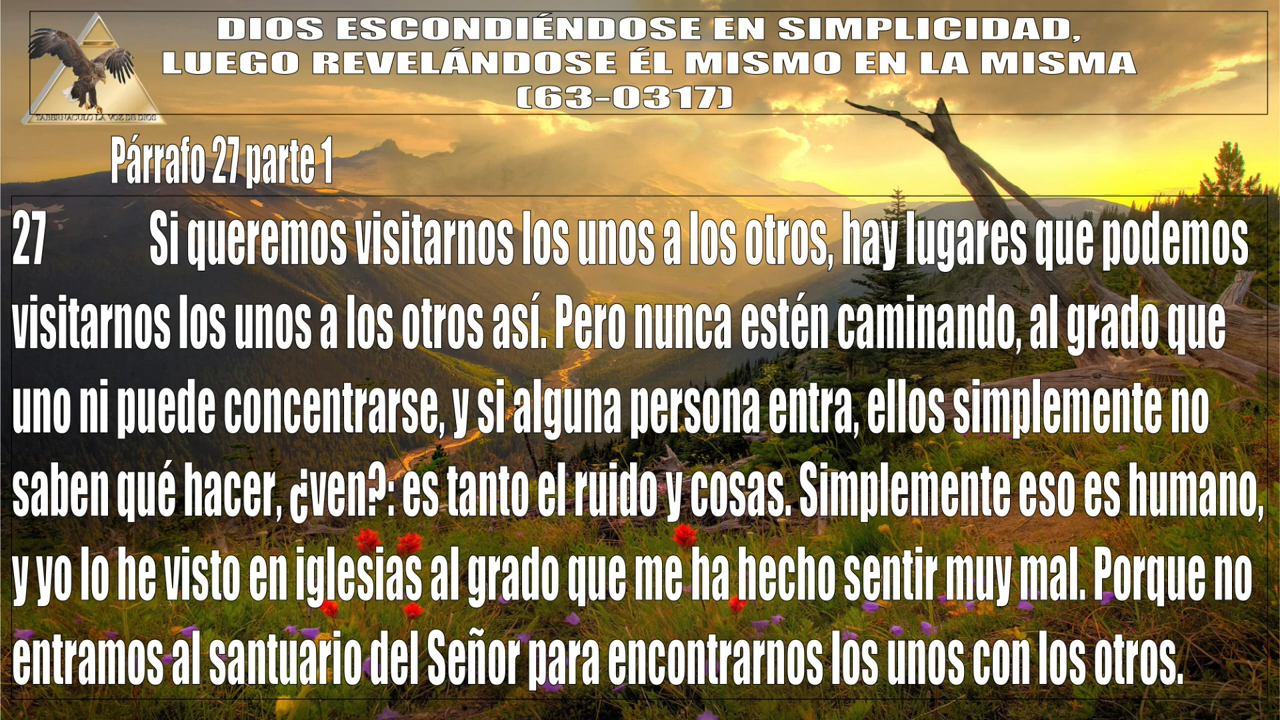 DIOS ESCONDIÉNDOSE EN SIMPLICIDAD,
LUEGO REVELÁNDOSE ÉL MISMO EN LA MISMA
(63-0317)
TABERNACULO LA VOZ DE DIOS
Párrafo 27 parte 1
27 Si queremos visitarnos los unos a los otros, hay lugares que podemos
visitarnos los unos a los otros así. Pero nunca estén caminando, al grado que
uno ni puede concentrarse, y si alguna persona entra, ellos simplemente no
saben qué hacer, ¿ven?: es tanto el ruido y cosas. Simplemente eso es humano,
y yo lo he visto en iglesias al grado que me ha hecho sentir muy mal. Porque no
entramos al santuario del Señor para encontrarnos los unos con los otros.